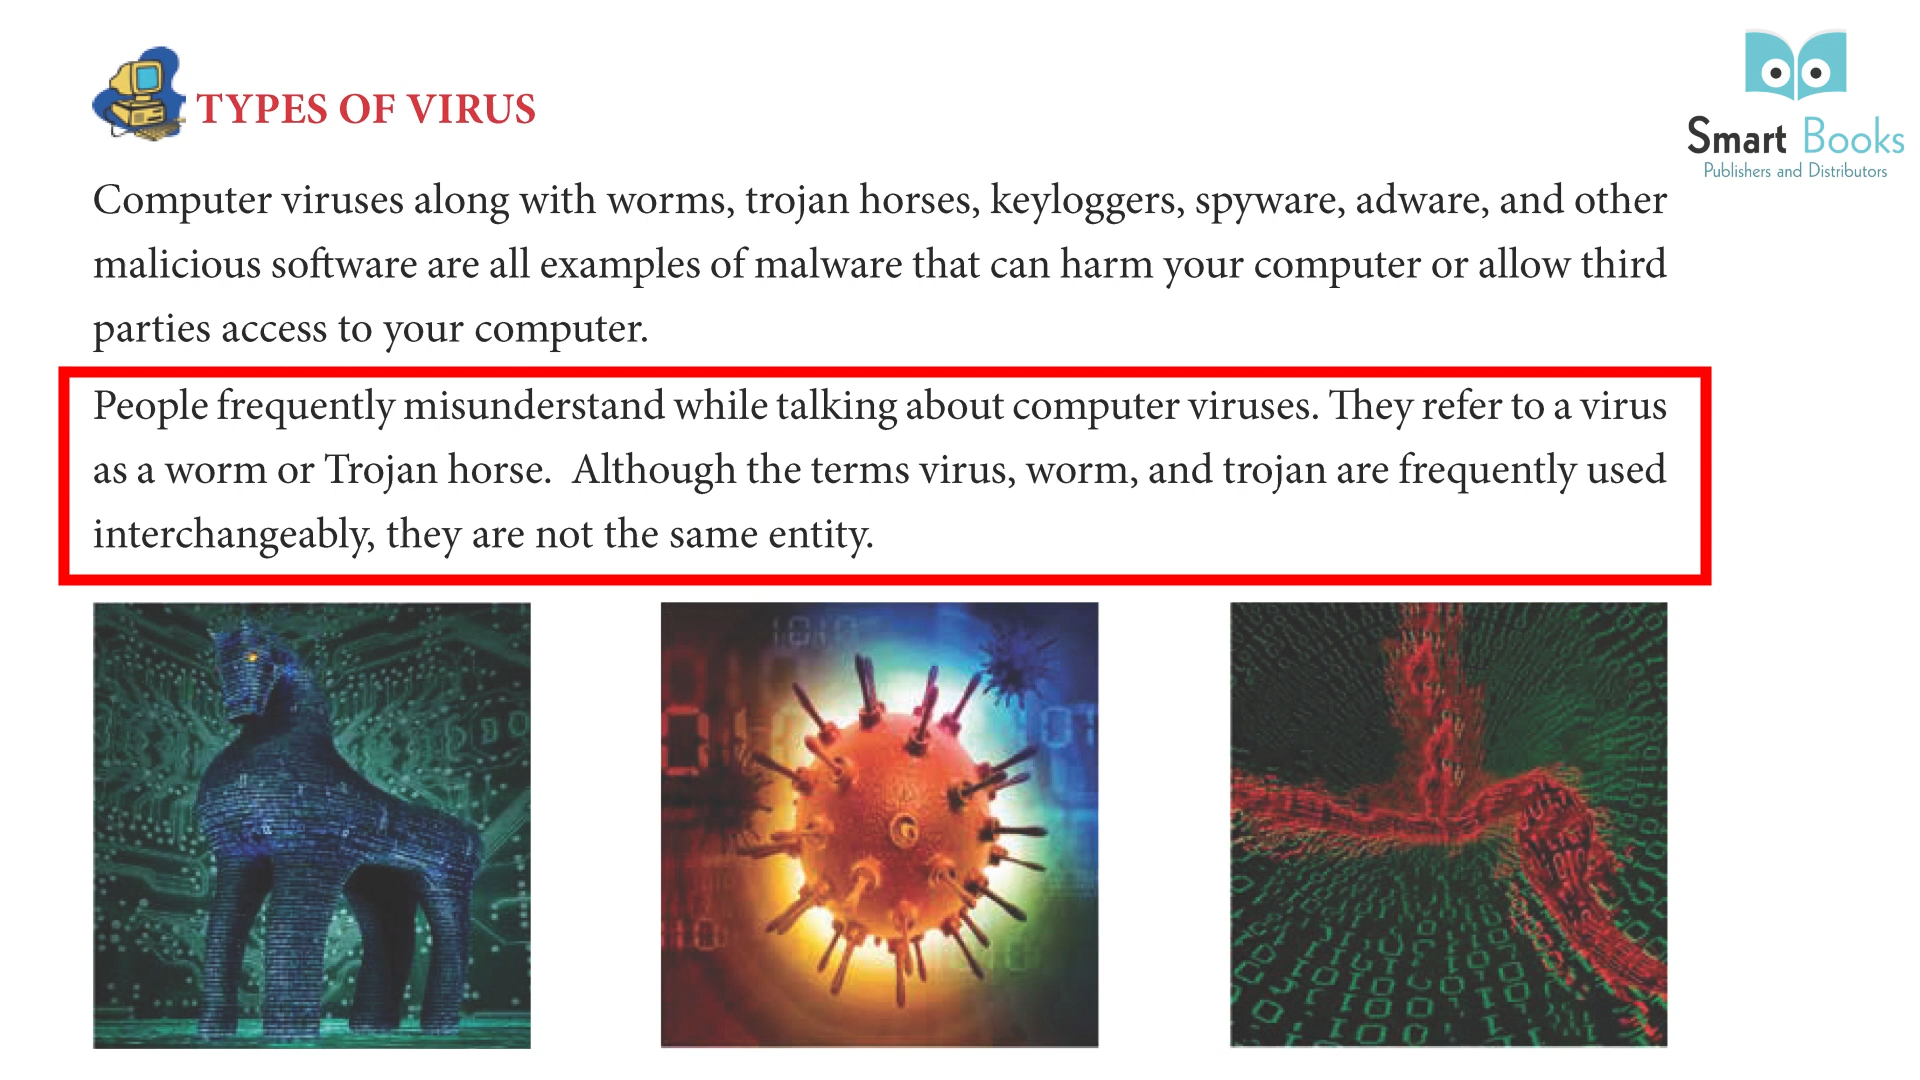 TYPES OF VIRUS
Smart Books
Publishers and Distributors
Computer viruses along with worms, trojan horses, keyloggers, spyware, adware, and other
malicious software are all examples of malware that can harm your computer or allow third
parties access to your computer.
People frequently misunderstand while talking about computer viruses. They refer to a virus
as a worm or Trojan horse.  Although the terms virus, worm, and trojan are frequently used
interchangeably, they are not the same entity.